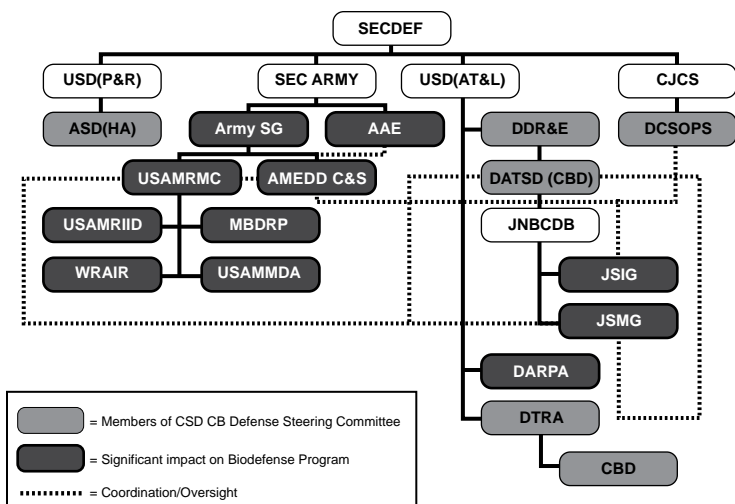 SECDEF
USD(P&R)
SEC ARMY
USD(AT&L)
CJCS
ASD(HA)
Army SG
AAE
DDR&E
DCSOPS
USAMRMC
AMEDD C&S
DATSD (CBD)
USAMRIID
MBDRP
JNBCDB
WRAIR
USAMMDA
JSIG
JSMG
DARPA
DTRA
CBD
= Members of CSD CB Defense Steering Committee
= Significant impact on Biodefense Program
= Coordination/Oversight